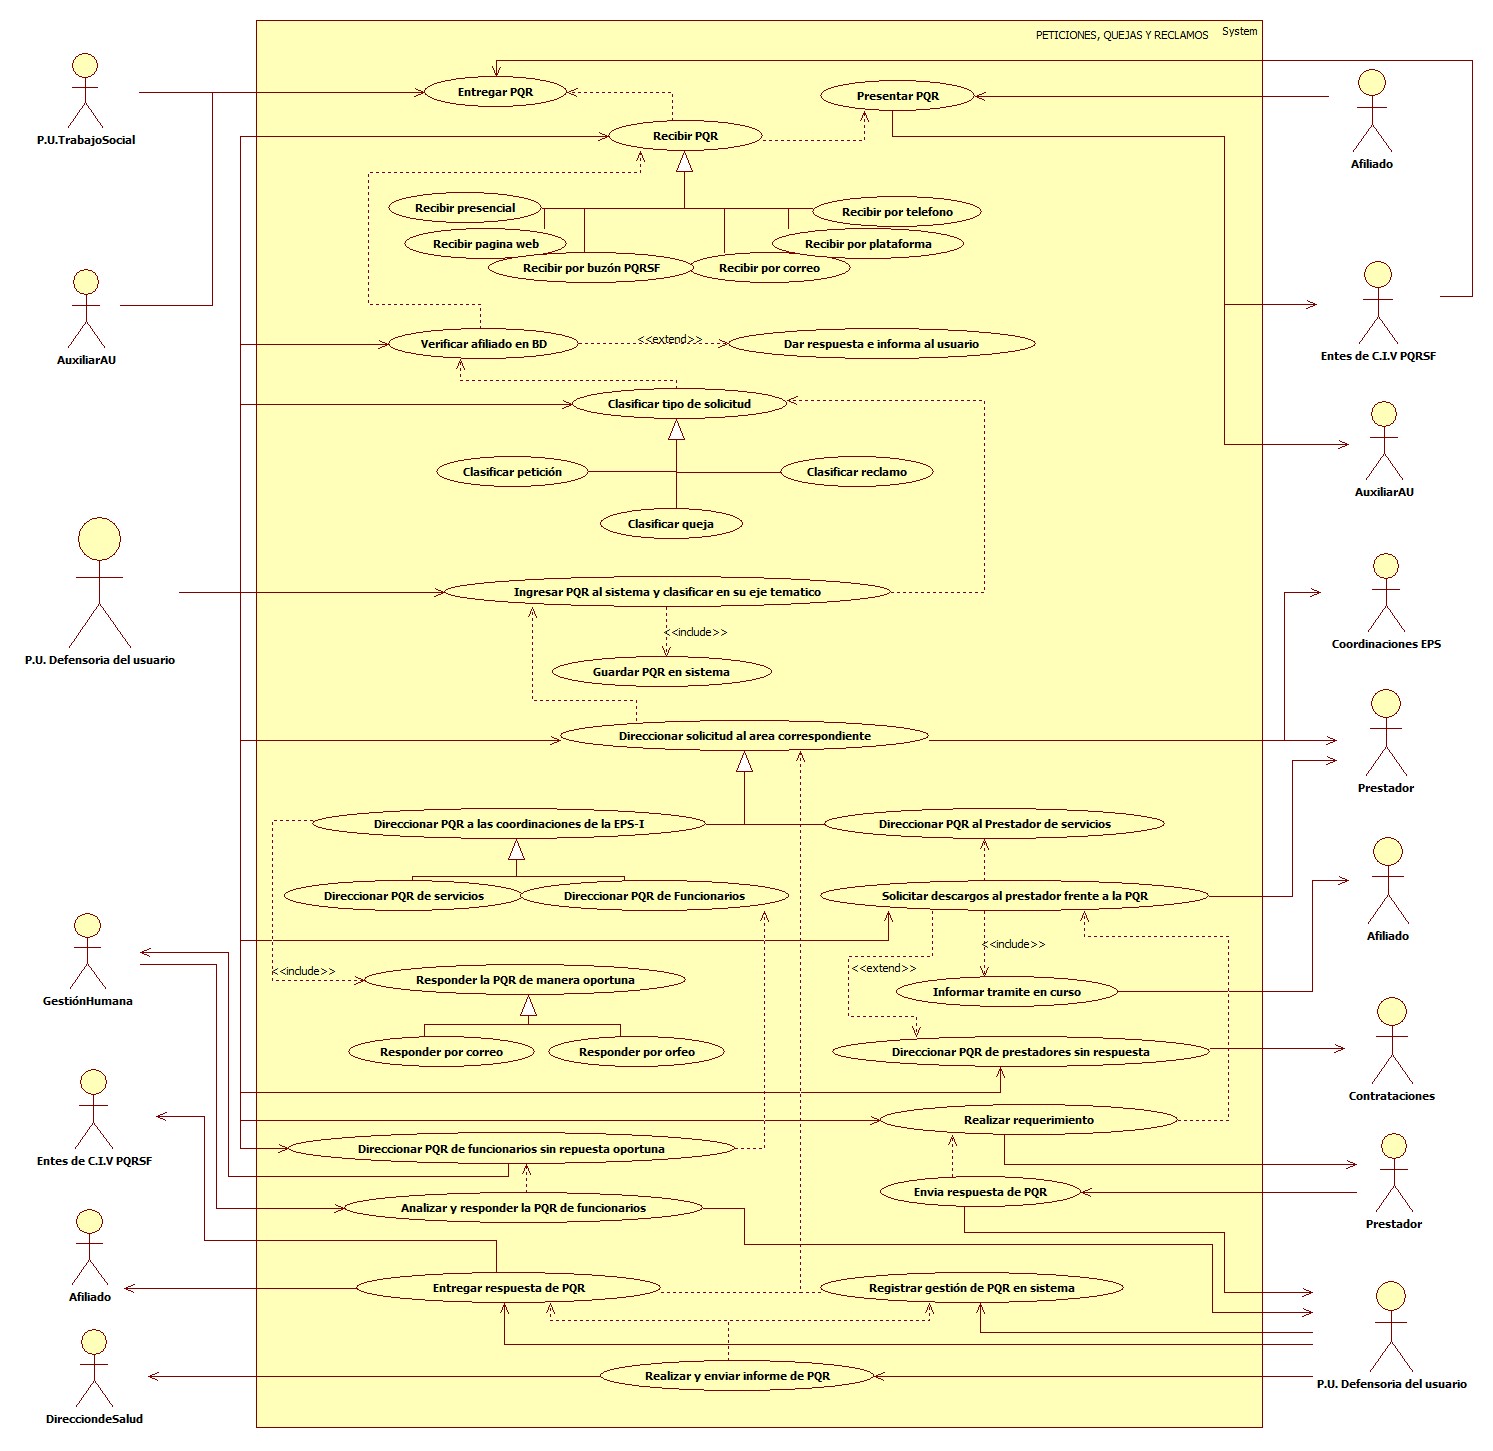 PETICIONES, QUEJAS Y RECLAMOS
System
Entregar PQR
Presentar PQR
P.U.TrabajoSocial
Recibir PQR
Afiliado
Recibir presencial
Recibir por telefono
Recibir pagina web
Recibir por plataforma
Recibir por buzón PQRSF
Recibir por correo
AuxiliarAU
Verificar afiliado en BD
<<extend>>
Dar respuesta e informa al usuario
Entes de C.I.V PQRSF
Clasificar tipo de solicitud
Clasificar petición
Clasificar reclamo
AuxiliarAU
Clasificar queja
Ingresar PQR al sistema y clasificar en su eje tematico
<<include>>
Coordinaciones EPS
P.U. Defensoria del usuario
Guardar PQR en sistema
Direccionar solicitud al area correspondiente
Prestador
Direccionar PQR a las coordinaciones de la EPS-I
Direccionar PQR al Prestador de servicios
Direccionar PQR de servicios
Direccionar PQR de Funcionarios
Solicitar descargos al prestador frente a la PQR
Afiliado
<<include>>
<<extend>>
<<include>>
Responder la PQR de manera oportuna
Informar tramite en curso
GestiónHumana
Responder por correo
Responder por orfeo
Direccionar PQR de prestadores sin respuesta
Contrataciones
Realizar requerimiento
Direccionar PQR de funcionarios sin repuesta oportuna
Entes de C.I.V PQRSF
Envia respuesta de PQR
Analizar y responder la PQR de funcionarios
Prestador
Entregar respuesta de PQR
Registrar gestión de PQR en sistema
Afiliado
Realizar y enviar informe de PQR
P.U. Defensoria del usuario
DirecciondeSalud